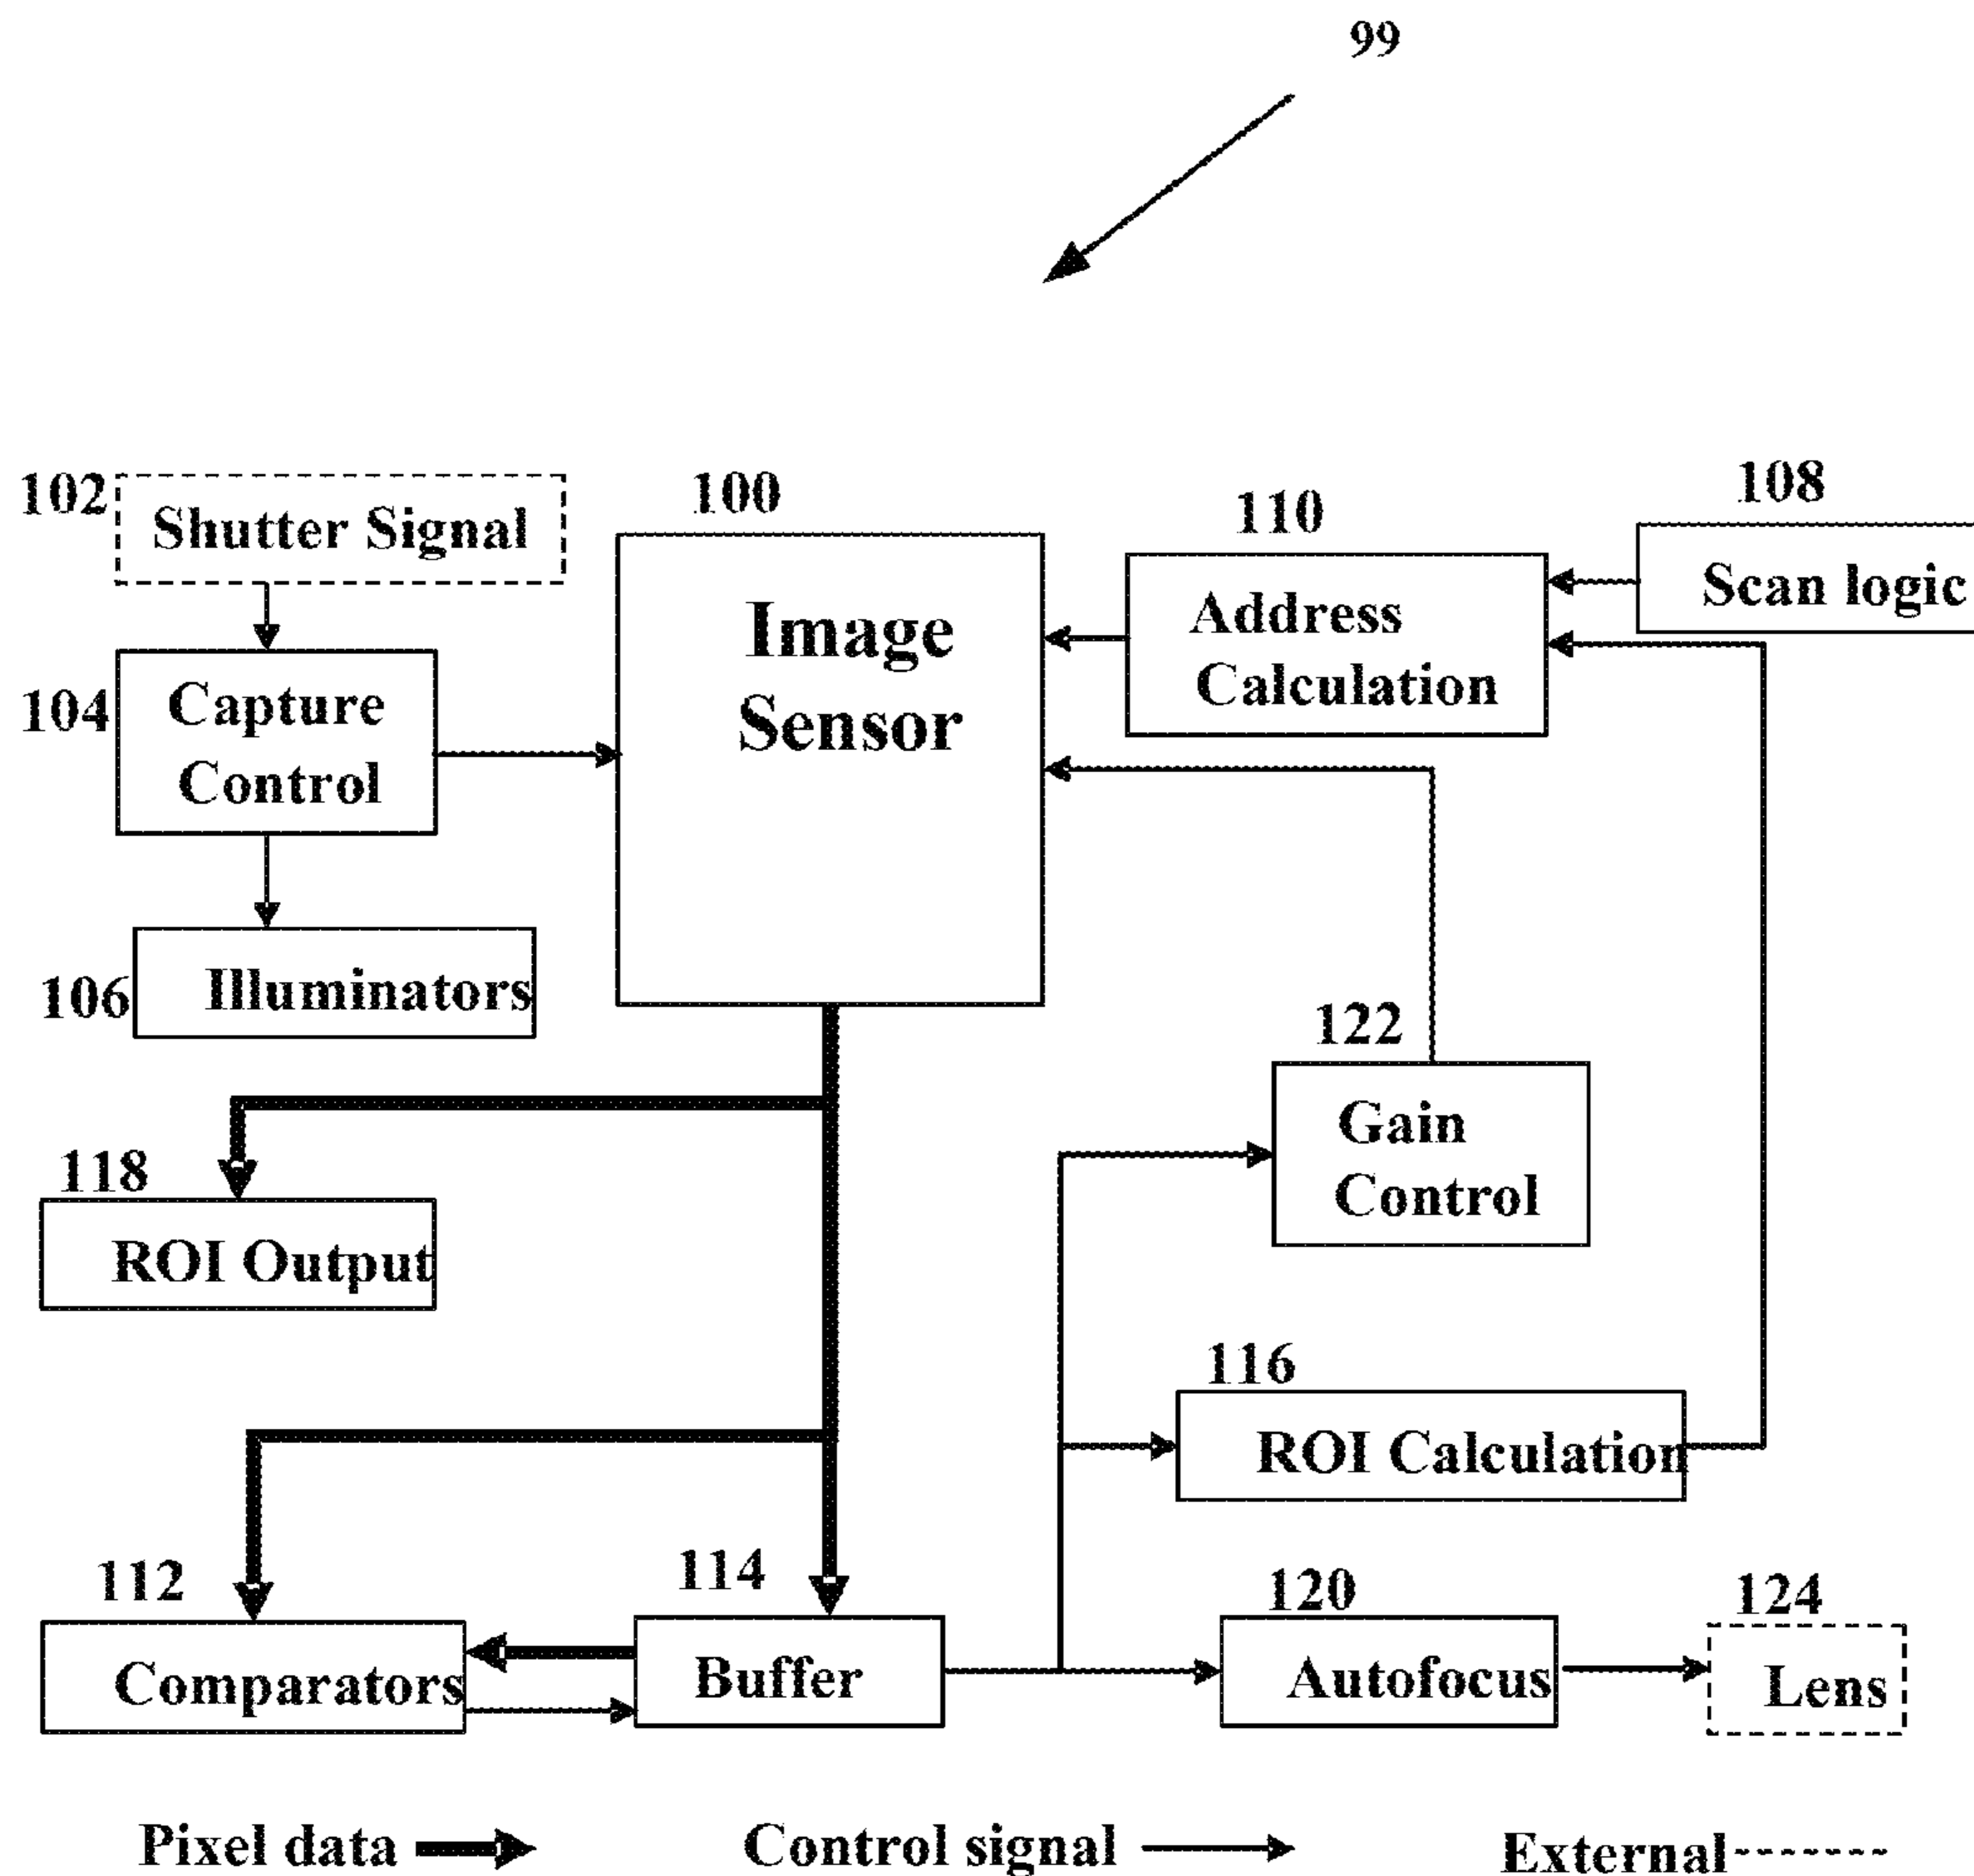 99
102
Shutter Signal
100
Image
Sensor
110
Address
Calculation
108
Scan logic
104
Capture
Control
106
Illuminators
122
Gain
Control
118
ROI Output
116
ROI Calculation
112
Comparators
114
Buffer
120
Autofocus
124
Lens
Pixel data
Control signal
External